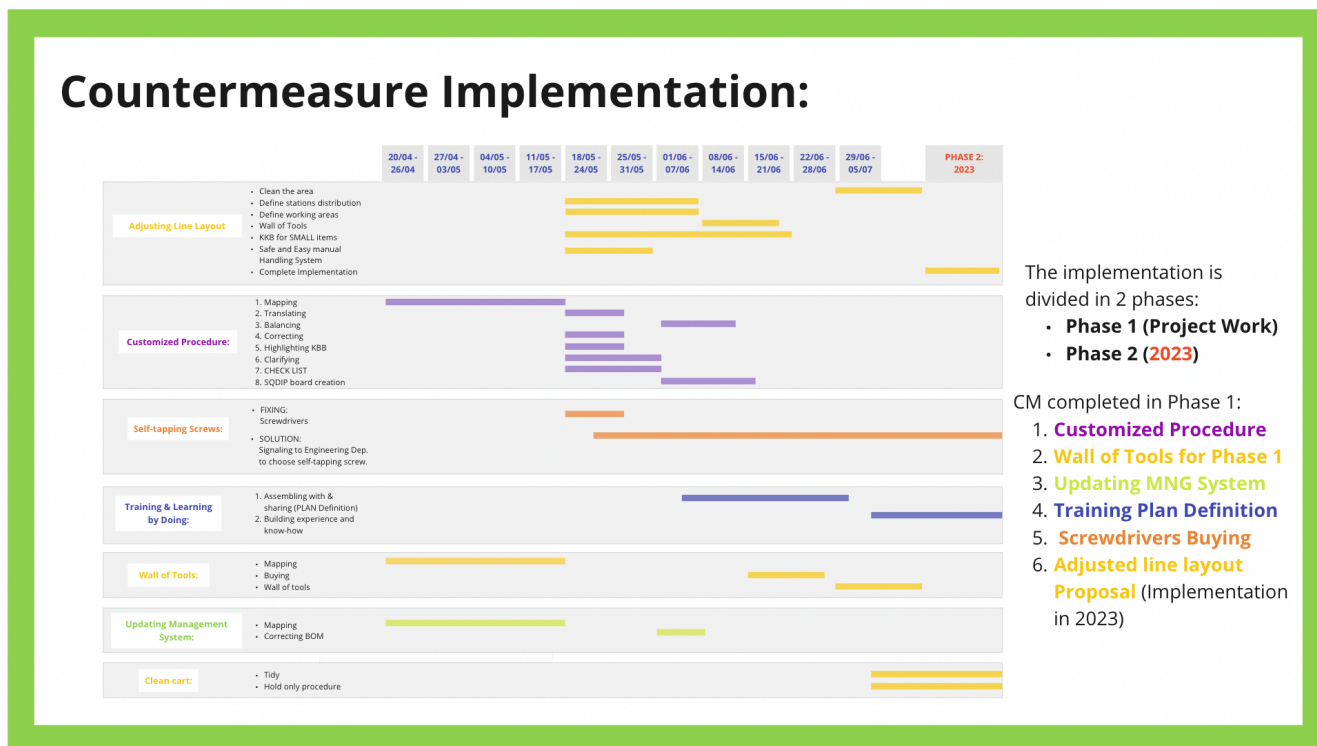 Countermeasure Implementation:
20/04 - 26/04
27/04 - 03/05
04/05 - 10/05
11/05 - 17/05
18/05 - 24/05
25/05 - 31/05
01/06 - 07/06
08/06 - 14/06
15/06 - 21/06
22/06 - 28/06
29/06 - 05/07
PHASE 2: 2023
Adjusting Line Layout
• Clean the area
• Define stations distribution
• Define working areas
• Wall of Tools
• KKB for SMALL items
• Safe and Easy manual
Handling System
• Complete Implementation
Customized Procedure:
1. Mapping
2. Translating
3. Balancing
4. Correcting
5. Highlighting KBB
6. Clarifying
7. CHECK LIST
8. SQDIP board creation
Self-tapping Screws:
• FIXING:
Screwdrivers
• SOLUTION:
Signaling to Engineering Dep.
to choose self-tapping screw.
Training & Learning
by Doing:
1. Assembling with &
sharing (PLAN Definition)
2. Building experience and
know-how
Wall of Tools:
• Mapping
• Buying
• Wall of tools
Updating Management
System:
• Mapping
• Correcting BOM
Clean cart:
• Tidy
• Hold only procedure
The implementation is
divided in 2 phases:
• Phase 1 (Project Work)
• Phase 2 (2023)
CM completed in Phase 1:
1. Customized Procedure
2. Wall of Tools for Phase 1
3. Updating MNG System
4. Training Plan Definition
5. Screwdrivers Buying
6. Adjusted line layout
Proposal (Implementation
in 2023)